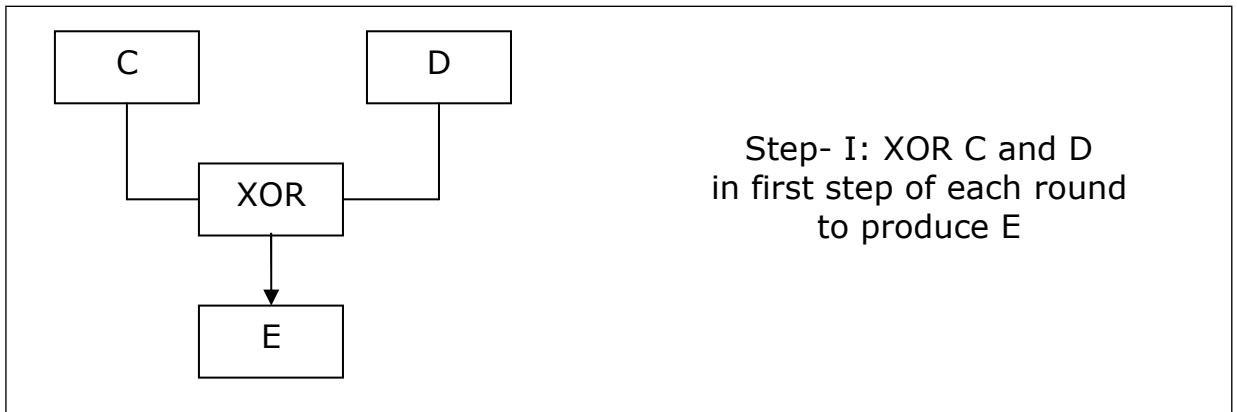 C
D
XOR
E
Step- I: XOR C and D
in first step of each round
to produce E